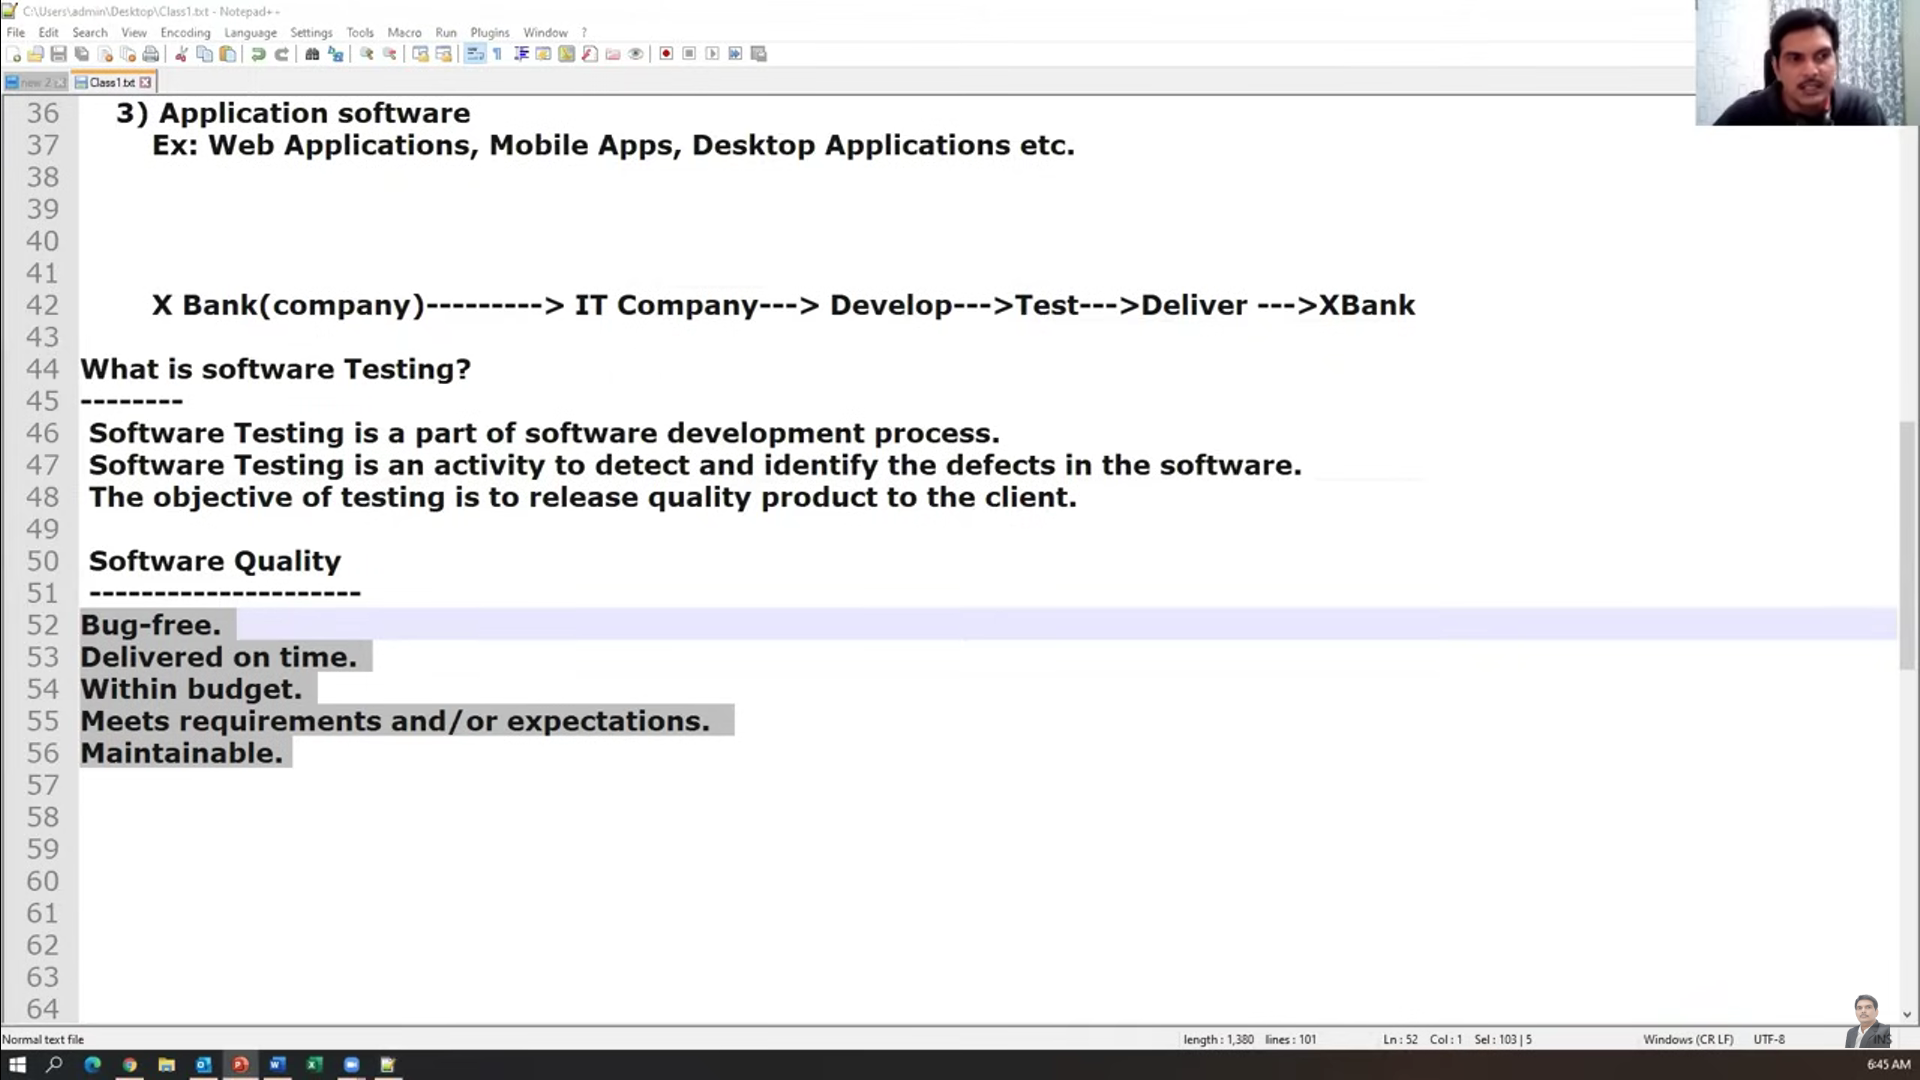 C:\Users\admin\Desktop\Class1.txt - Notepad++
File Edit Search View Encoding Language Settings Tools Macro Run Plugins Window ?
new 2 Class1.txt
36 3) Application software
37 Ex: Web Applications, Mobile Apps, Desktop Applications etc.
38
39
40
41
42 X Bank(company)---------> IT Company---> Develop--->Test--->Deliver --->XBank
43
44 What is software Testing?
45 --------
46 Software Testing is a part of software development process.
47 Software Testing is an activity to detect and identify the defects in the software.
48 The objective of testing is to release quality product to the client.
49
50 Software Quality
51 ---------------------
52 Bug-free.
53 Delivered on time.
54 Within budget.
55 Meets requirements and/or expectations.
56 Maintainable.
57
58
59
60
61
62
63
64
Normal text file length : 1,380 lines : 101 Ln : 52 Col : 1 Sel : 103 | 5 Windows (CR LF) UTF-8 INS
6:45 AM